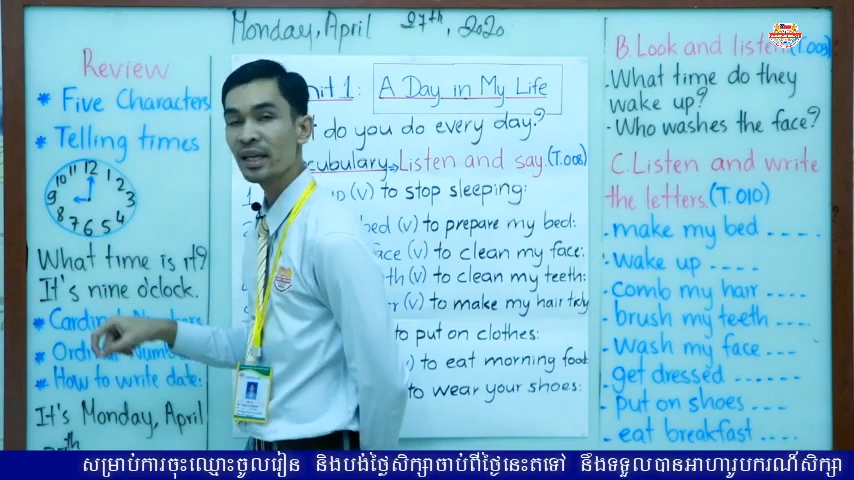 Monday, April 27th, 2020
Review
* Five Characters
* Telling times
12 1 2 3 4 5 6 7 8 9 10 11
What time is it?
It's nine o'clock.
* Cardinal Numbers
* Ordinal Number
* How to write date:
It's Monday, April
nit 1: A Day in My Life
do you do every day?
cubulary → Listen and say. (T.008)
(v) to stop sleeping:
bed (v) to prepare my bed:
ace (v) to clean my face:
th (v) to clean my teeth:
(v) to make my hair tidy
to put on clothes:
) to eat morning food:
to wear your shoes:
B. Look and listen. (T.009)
. What time do they
wake up?
. Who washes the face?
C. Listen and write
the letters. (T. 010)
. make my bed .....
. wake up ....
. comb my hair ....
. brush my teeth ....
. wash my face ...
. get dressed ......
. put on shoes ...
. eat breakfast ....
សម្រាប់ការចុះឈ្មោះចូលរៀន និងបង់ថ្លៃសិក្សាចាប់ពីថ្ងៃនេះតទៅ នឹងទទួលបានអាហារូបករណ៍សិក្សា